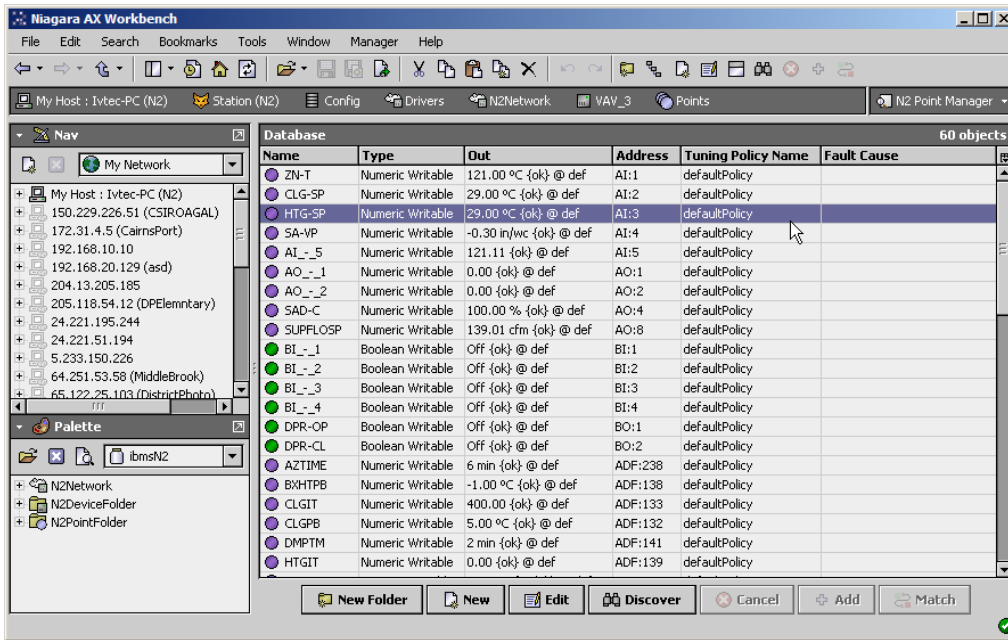 Niagara AX Workbench
File Edit Search Bookmarks Tools Window Manager Help
My Host : Ivtec-PC (N2) Station (N2) Config Drivers N2Network VAV_3 Points N2 Point Manager
Nav
My Network
My Host : Ivtec-PC (N2)
150.229.226.51 (CSIROAGAL)
172.31.4.5 (CairnsPort)
192.168.10.10
192.168.20.129 (asd)
204.13.205.185
205.118.54.12 (DPElemntary)
24.221.195.244
24.221.51.194
5.233.150.226
64.251.53.58 (MiddleBrook)
65.122.25.103 (DistrictPhoto)
Palette
ibmsN2
N2Network
N2DeviceFolder
N2PointFolder
Database 60 objects
Name Type Out Address Tuning Policy Name Fault Cause
ZN-T Numeric Writable 121.00 ºC {ok} @ def AI:1 defaultPolicy
CLG-SP Numeric Writable 29.00 ºC {ok} @ def AI:2 defaultPolicy
HTG-SP Numeric Writable 29.00 ºC {ok} @ def AI:3 defaultPolicy
SA-VP Numeric Writable -0.30 in/wc {ok} @ def AI:4 defaultPolicy
AI_-_5 Numeric Writable 121.11 {ok} @ def AI:5 defaultPolicy
AO_-_1 Numeric Writable 0.00 {ok} @ def AO:1 defaultPolicy
AO_-_2 Numeric Writable 0.00 {ok} @ def AO:2 defaultPolicy
SAD-C Numeric Writable 100.00 % {ok} @ def AO:4 defaultPolicy
SUPFLOSP Numeric Writable 139.01 cfm {ok} @ def AO:8 defaultPolicy
BI_-_1 Boolean Writable Off {ok} @ def BI:1 defaultPolicy
BI_-_2 Boolean Writable Off {ok} @ def BI:2 defaultPolicy
BI_-_3 Boolean Writable Off {ok} @ def BI:3 defaultPolicy
BI_-_4 Boolean Writable Off {ok} @ def BI:4 defaultPolicy
DPR-OP Boolean Writable Off {ok} @ def BO:1 defaultPolicy
DPR-CL Boolean Writable Off {ok} @ def BO:2 defaultPolicy
AZTIME Numeric Writable 6 min {ok} @ def ADF:238 defaultPolicy
BXHTPB Numeric Writable -1.00 ºC {ok} @ def ADF:138 defaultPolicy
CLGIT Numeric Writable 400.00 {ok} @ def ADF:133 defaultPolicy
CLGPB Numeric Writable 5.00 ºC {ok} @ def ADF:132 defaultPolicy
DMPTM Numeric Writable 2 min {ok} @ def ADF:141 defaultPolicy
HTGIT Numeric Writable 0.00 {ok} @ def ADF:139 defaultPolicy
New Folder New Edit Discover Cancel Add Match